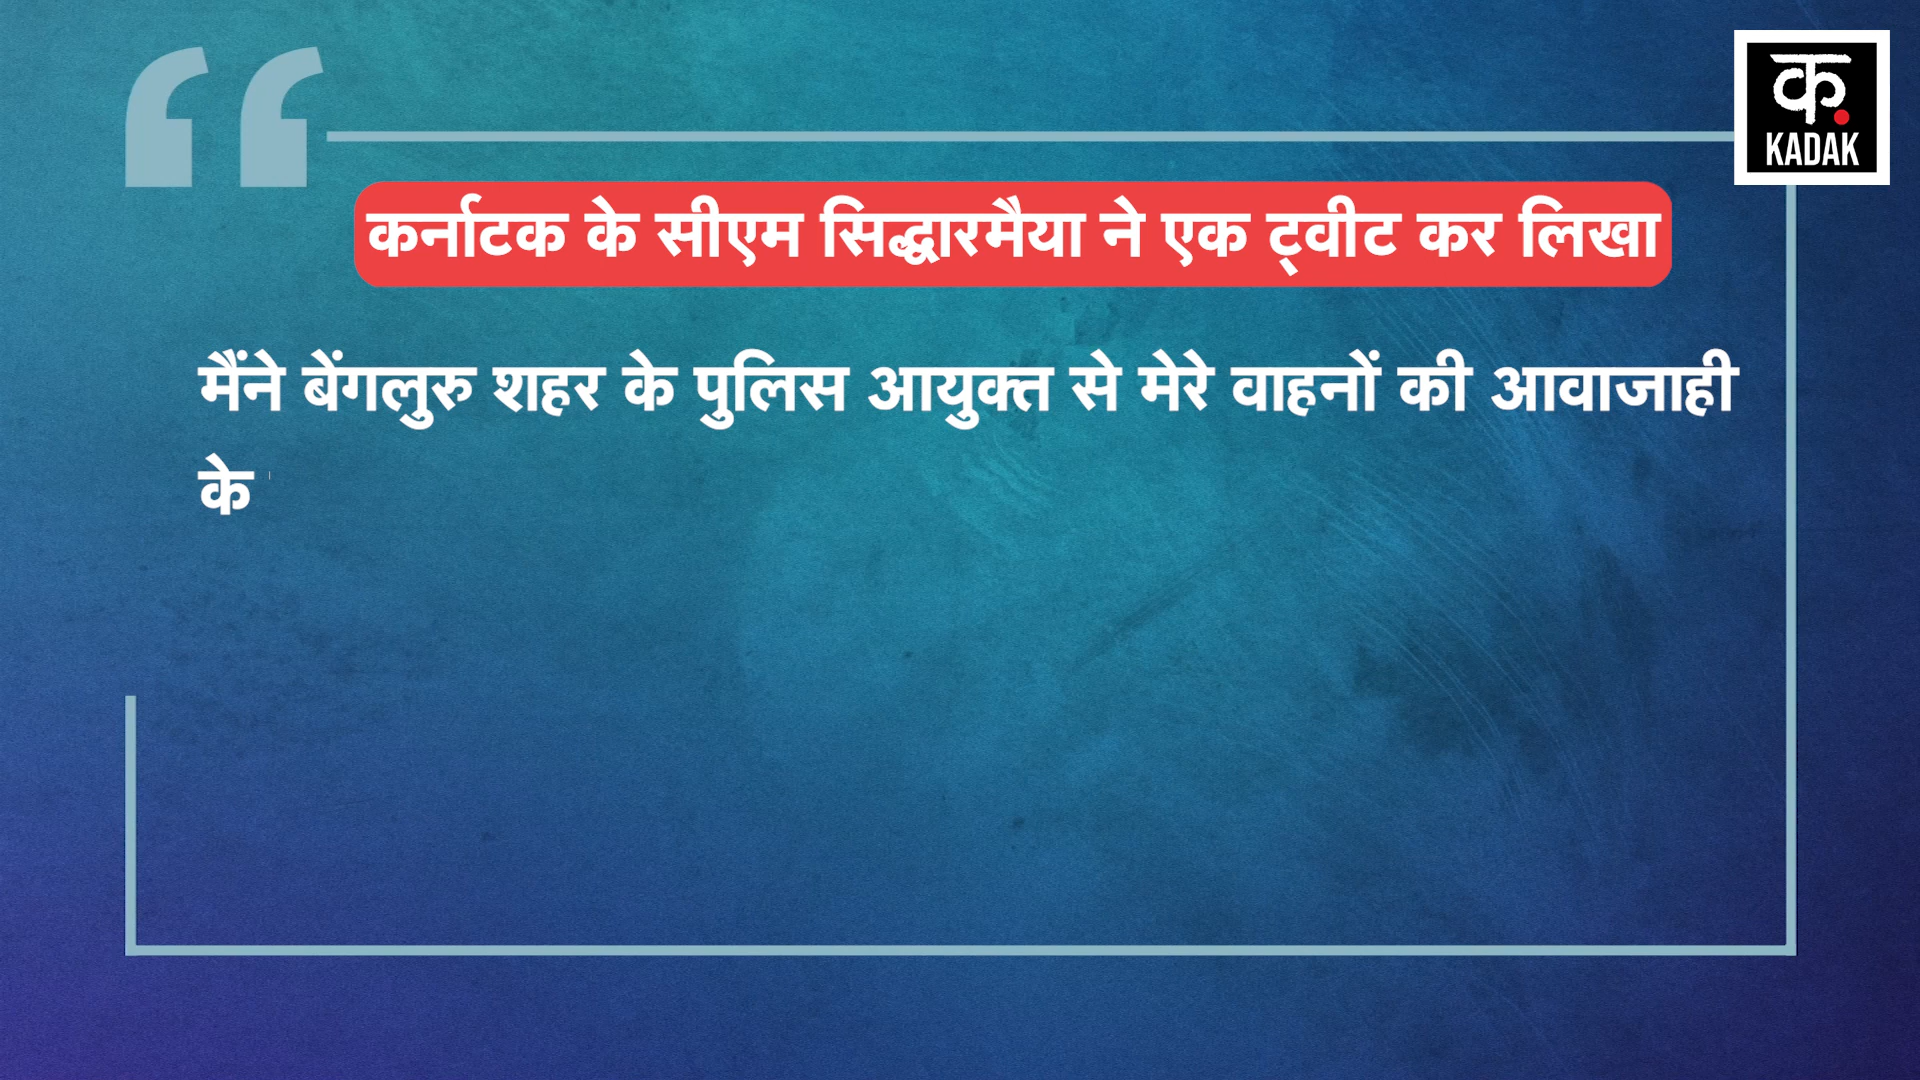 क
KADAK
कर्नाटक के सीएम सिद्धारमैया ने एक ट्वीट कर लिखा
मैंने बेंगलुरु शहर के पुलिस आयुक्त से मेरे वाहनों की आवाजाही
के